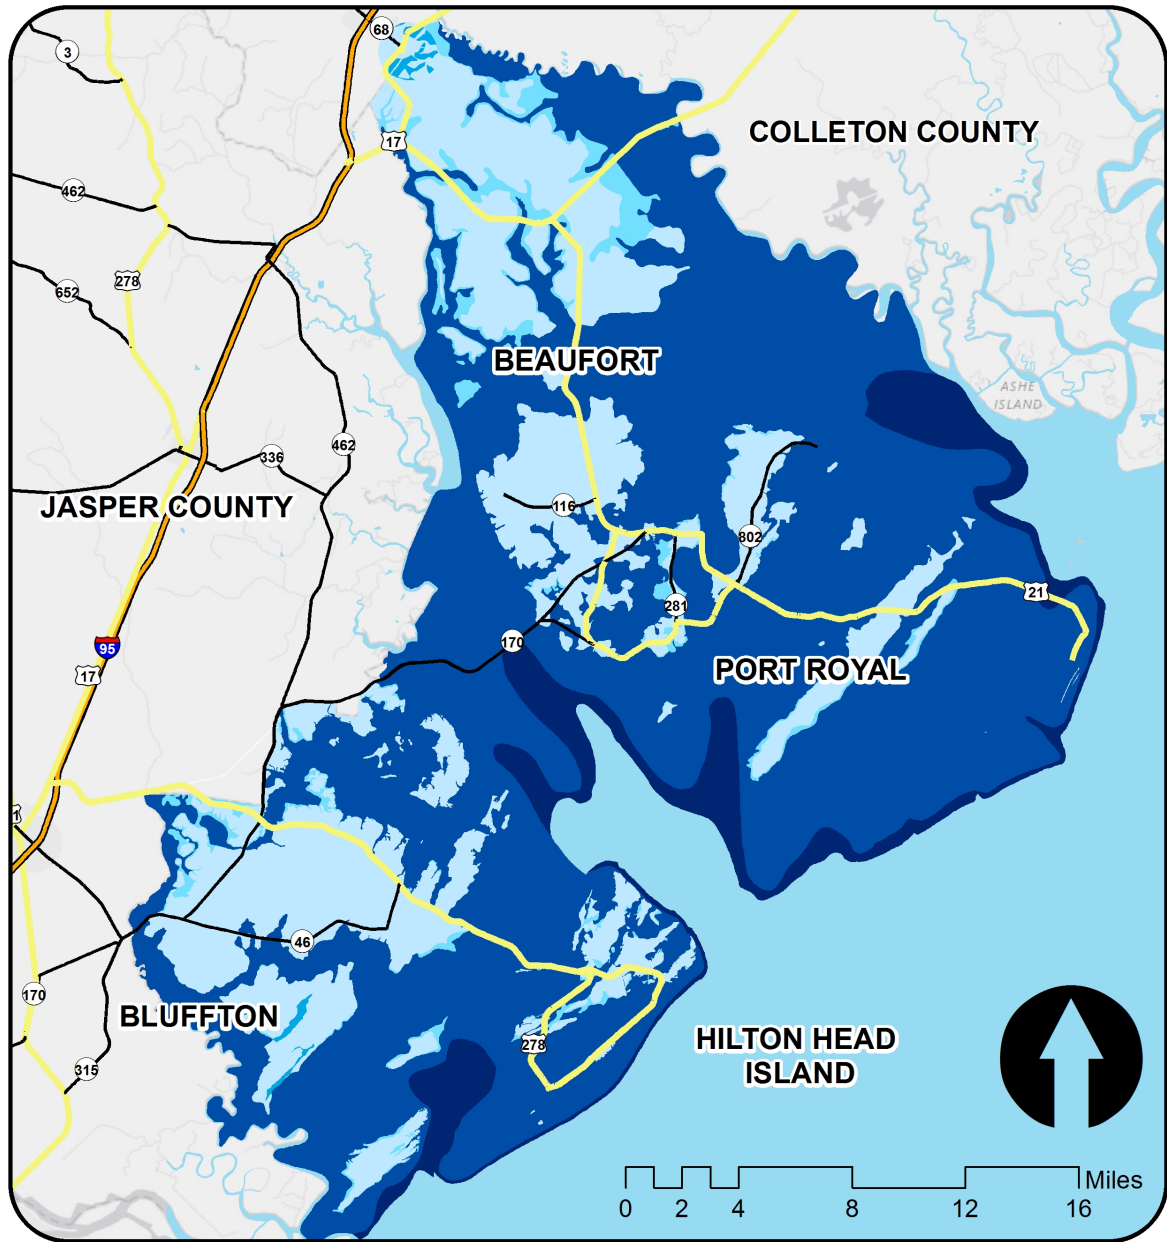 68
3
17
COLLETON COUNTY
462
278
652
BEAUFORT
ASHE
ISLAND
462
336
JASPER COUNTY
116
802
21
281
170
95
17
PORT ROYAL
1
46
170
BLUFFTON
278
HILTON HEAD
ISLAND
315
Miles
0 2 4 8 12 16